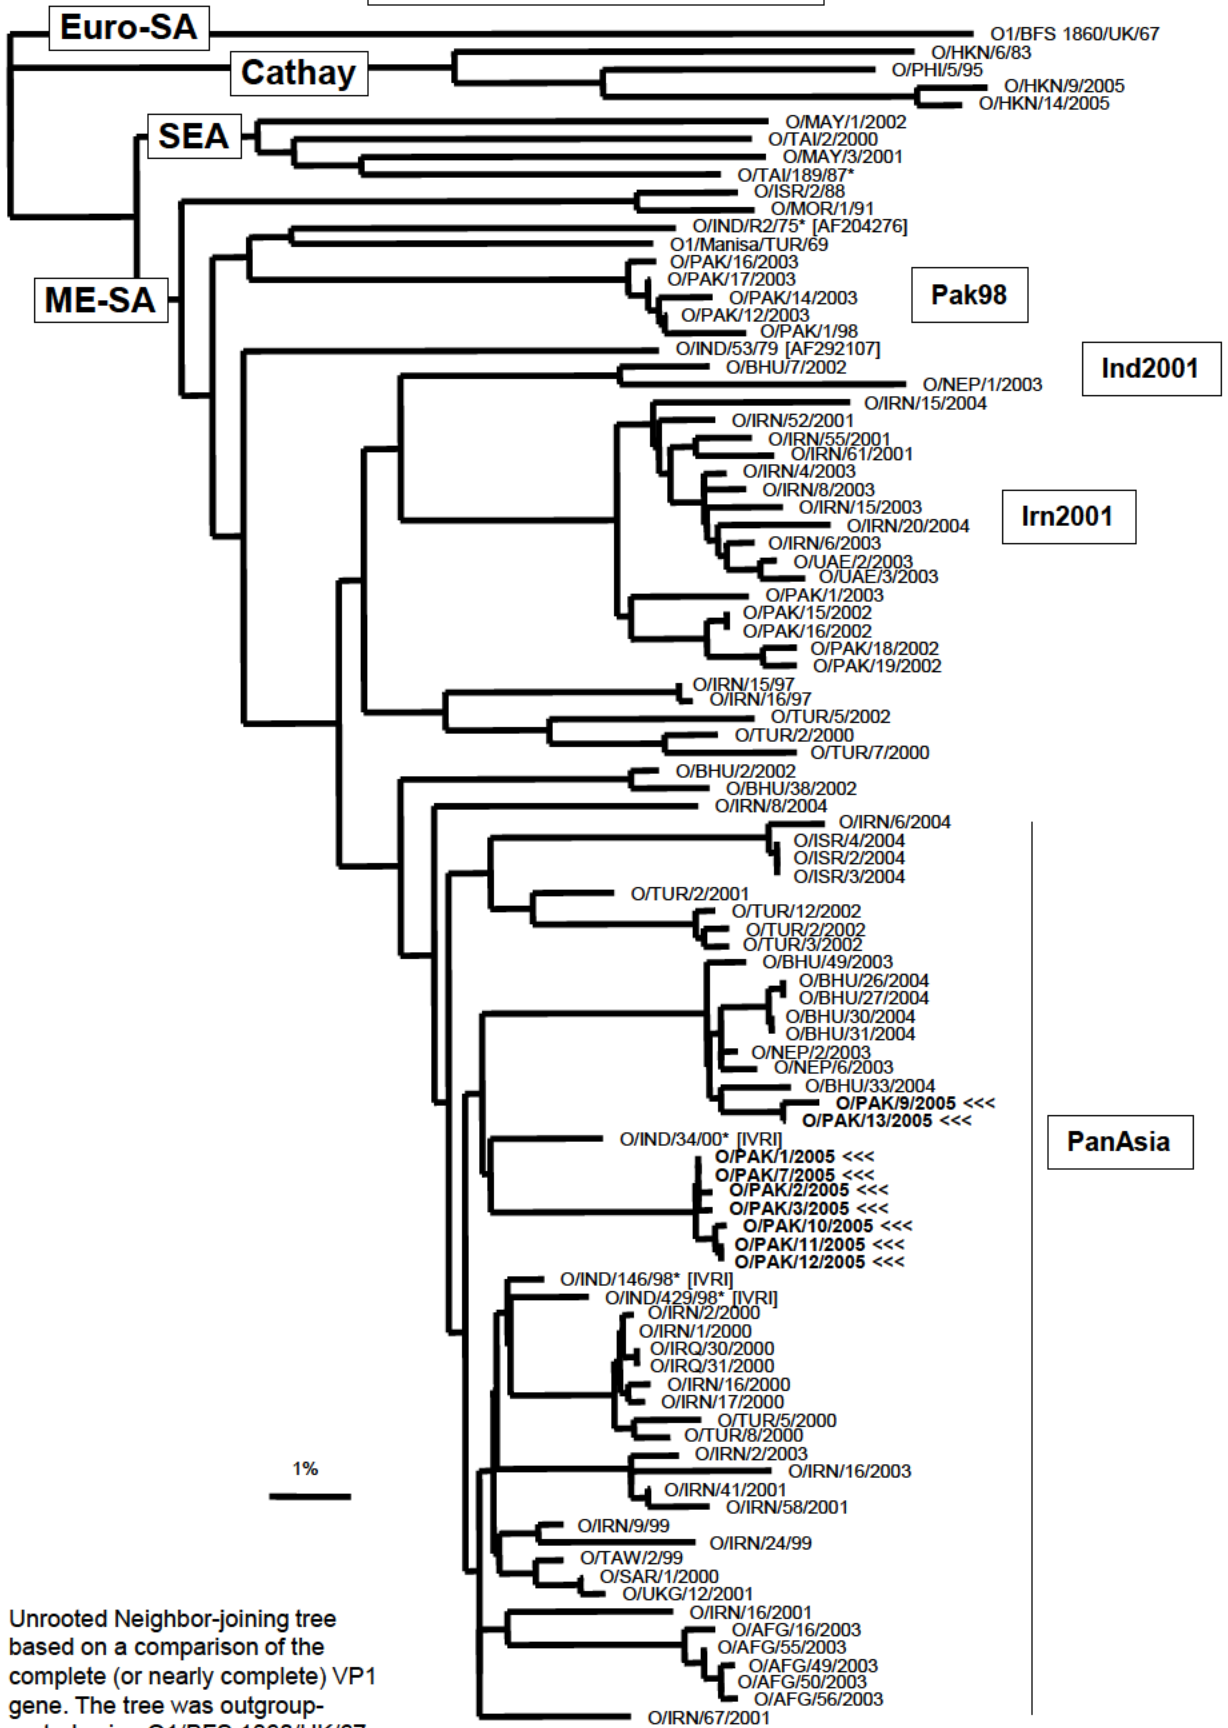 Euro-SA
O1/BFS 1860/UK/67
O/HKN/6/83
Cathay
O/PHI/5/95
O/HKN/9/2005
O/HKN/14/2005
O/MAY/1/2002
SEA
O/TAI/2/2000
O/MAY/3/2001
O/TAI/189/87*
O/ISR/2/88
O/MOR/1/91
O/IND/R2/75* [AF204276]
O1/Manisa/TUR/69
O/PAK/16/2003
O/PAK/17/2003
ME-SA
Pak98
O/PAK/14/2003
O/PAK/12/2003
O/PAK/1/98
O/IND/53/79 [AF292107]
O/BHU/7/2002
Ind2001
O/NEP/1/2003
O/IRN/15/2004
O/IRN/52/2001
O/IRN/55/2001
O/IRN/61/2001
O/IRN/4/2003
O/IRN/8/2003
O/IRN/15/2003
Irn2001
O/IRN/20/2004
O/IRN/6/2003
O/UAE/2/2003
O/UAE/3/2003
O/PAK/1/2003
O/PAK/15/2002
O/PAK/16/2002
O/PAK/18/2002
O/PAK/19/2002
O/IRN/15/97
O/IRN/16/97
O/TUR/5/2002
O/TUR/2/2000
O/TUR/7/2000
O/BHU/2/2002
O/BHU/38/2002
O/IRN/8/2004
O/IRN/6/2004
O/ISR/4/2004
O/ISR/2/2004
O/ISR/3/2004
O/TUR/2/2001
O/TUR/12/2002
O/TUR/2/2002
O/TUR/3/2002
O/BHU/49/2003
O/BHU/26/2004
O/BHU/27/2004
O/BHU/30/2004
O/BHU/31/2004
O/NEP/2/2003
O/NEP/6/2003
O/BHU/33/2004
O/PAK/9/2005 <<<
O/PAK/13/2005 <<<
O/IND/34/00* [IVRI]
PanAsia
O/PAK/1/2005 <<<
O/PAK/7/2005 <<<
O/PAK/2/2005 <<<
O/PAK/3/2005 <<<
O/PAK/10/2005 <<<
O/PAK/11/2005 <<<
O/PAK/12/2005 <<<
O/IND/146/98* [IVRI]
O/IND/429/98* [IVRI]
O/IRN/2/2000
O/IRN/1/2000
O/IRQ/30/2000
O/IRQ/31/2000
O/IRN/16/2000
O/IRN/17/2000
O/TUR/5/2000
O/TUR/8/2000
O/IRN/2/2003
1%
O/IRN/16/2003
O/IRN/41/2001
O/IRN/58/2001
O/IRN/9/99
O/IRN/24/99
O/TAW/2/99
O/SAR/1/2000
O/UKG/12/2001
O/IRN/16/2001
O/AFG/16/2003
O/AFG/55/2003
O/AFG/49/2003
O/AFG/50/2003
O/AFG/56/2003
O/IRN/67/2001
Unrooted Neighbor-joining tree
based on a comparison of the
complete (or nearly complete) VP1
gene. The tree was outgroup-